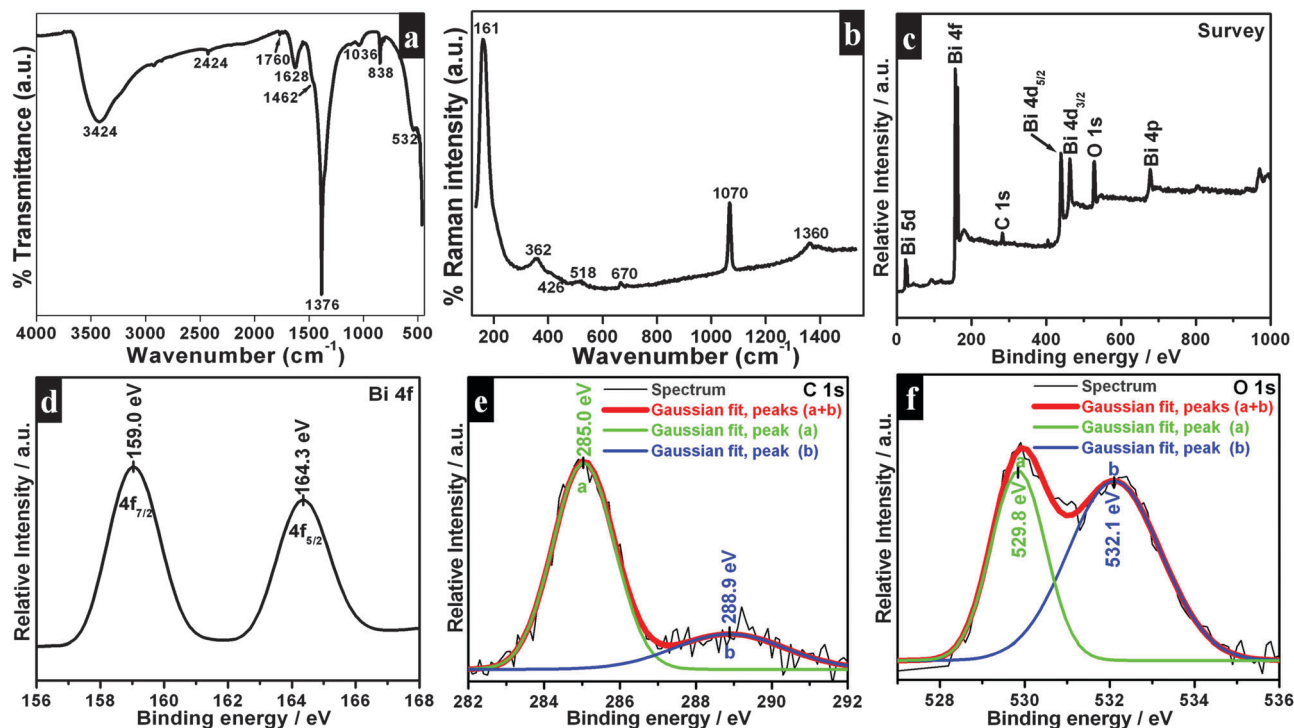 a
% Transmittance (a.u.)
3424
2424
1760
1628
1462
1376
1036
838
532
4000 3000 2000 1000 500
Wavenumber (cm⁻¹)
b
% Raman intensity (a.u.)
161
362
426
518
670
1070
1360
200 400 600 800 1000 1200 1400
Wavenumber (cm⁻¹)
c
Survey
Relative Intensity / a.u.
Bi 5d
Bi 4f
C 1s
Bi 4d5/2
Bi 4d3/2
O 1s
Bi 4p
0 200 400 600 800 1000
Binding energy / eV
d
Bi 4f
Relative Intensity / a.u.
159.0 eV
4f7/2
164.3 eV
4f5/2
156 158 160 162 164 166 168
Binding energy / eV
e
C 1s
Spectrum
Gaussian fit, peaks (a+b)
Gaussian fit, peak (a)
Gaussian fit, peak (b)
Relative Intensity / a.u.
285.0 eV
a
288.9 eV
b
282 284 286 288 290 292
Binding energy / eV
f
O 1s
Spectrum
Gaussian fit, peaks (a+b)
Gaussian fit, peak (a)
Gaussian fit, peak (b)
Relative Intensity / a.u.
a
529.8 eV
b
532.1 eV
528 530 532 534 536
Binding energy / eV